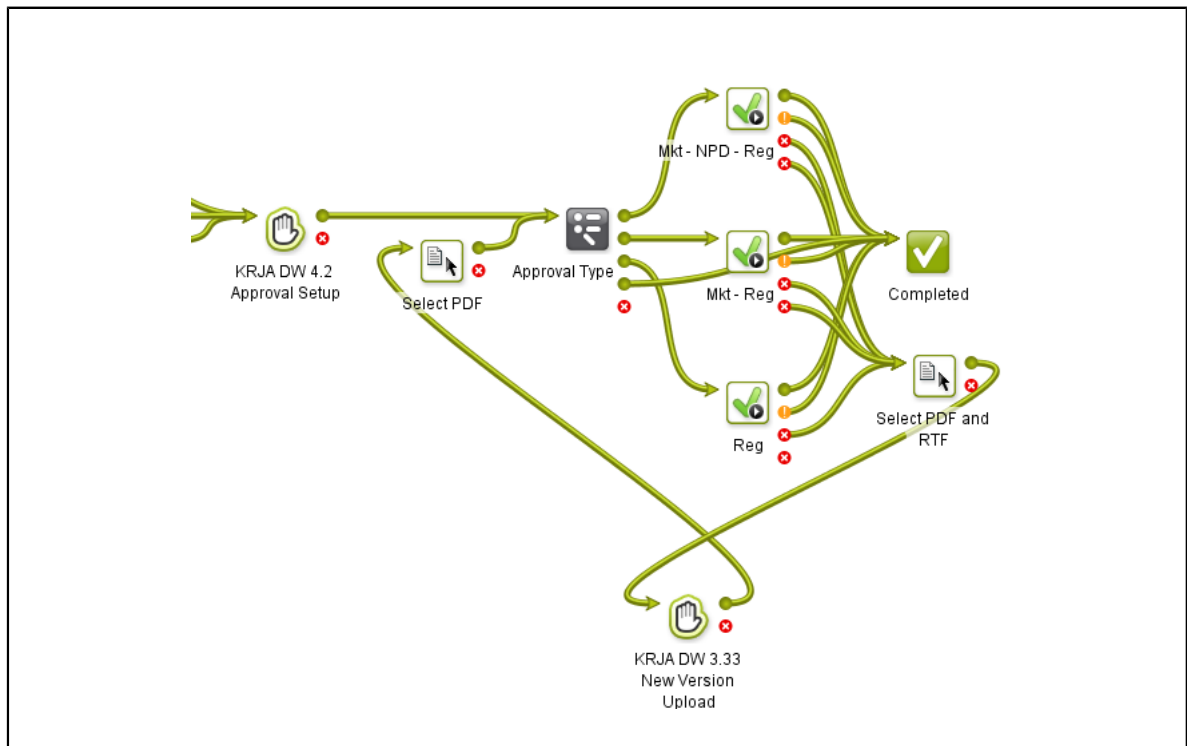 Mkt - NPD - Reg
KRJA DW 4.2
Approval Setup
Select PDF
Approval Type
Mkt - Reg
Completed
Reg
Select PDF and
RTF
KRJA DW 3.33
New Version
Upload